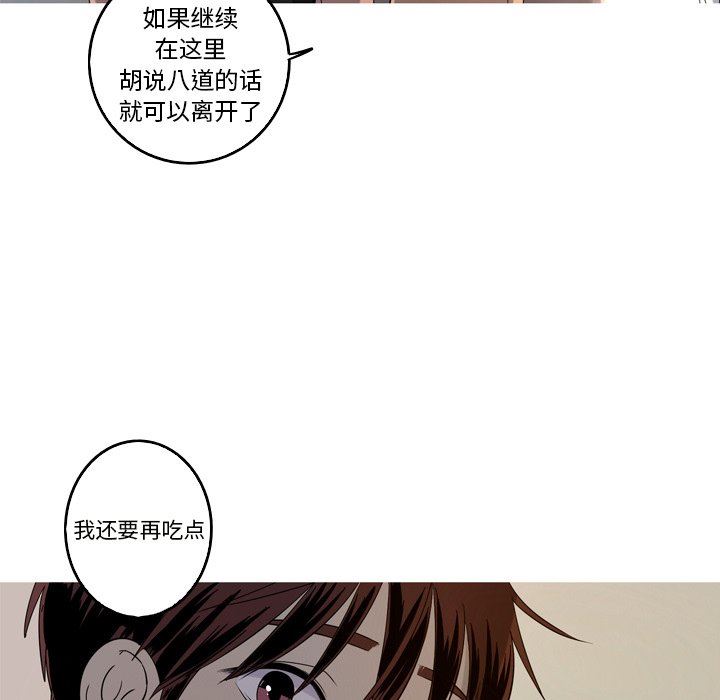 如果继续
在这里
胡说八道的话
就可以离开了
我还要再吃点